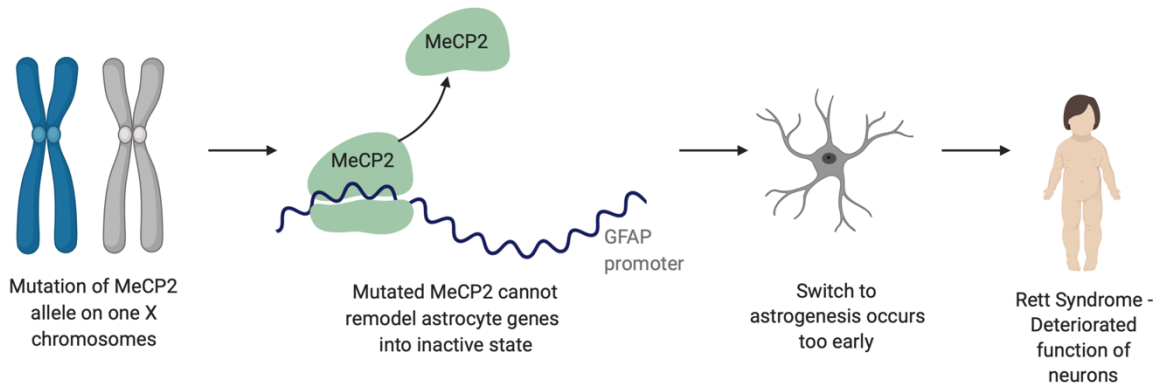 MeCP2
MeCP2
GFAP
promoter
Mutation of MeCP2
allele on one X
chromosomes
Mutated MeCP2 cannot
remodel astrocyte genes
into inactive state
Switch to
astrogenesis occurs
too early
Rett Syndrome -
Deteriorated
function of
neurons